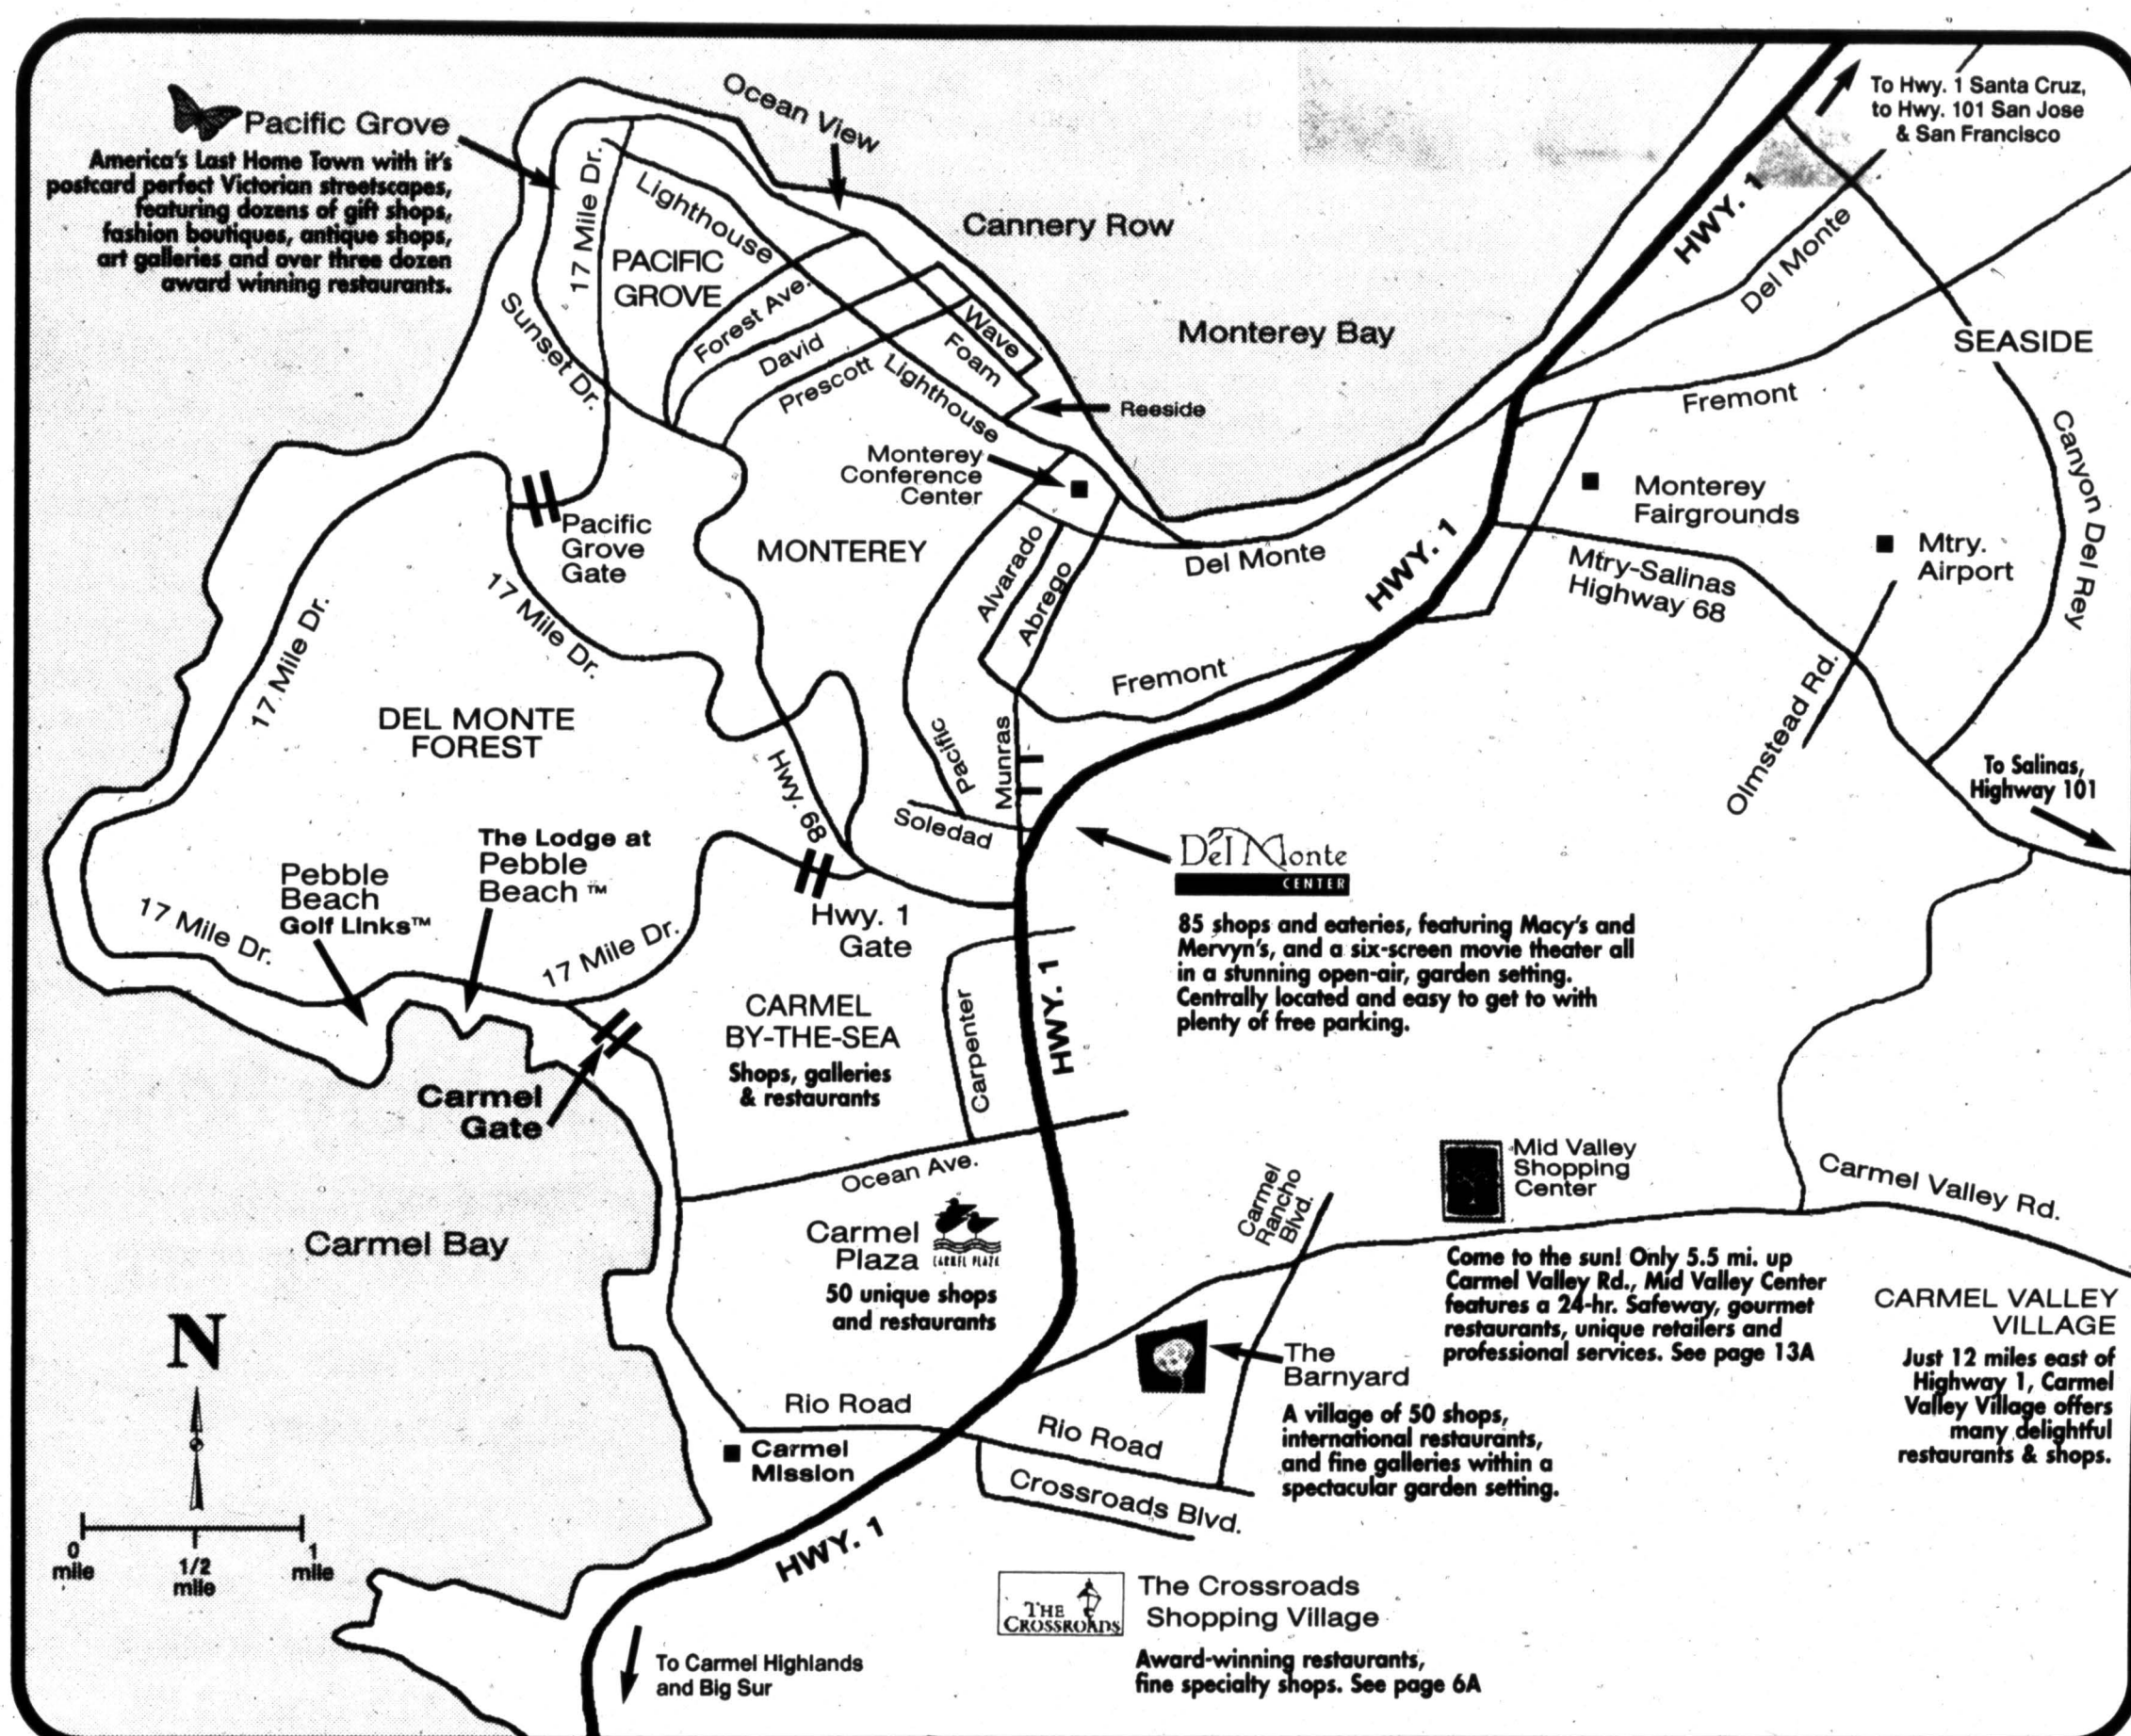 Pacific Grove
America's Last Home Town with it's
postcard perfect Victorian streetscapes,
featuring dozens of gift shops,
fashion boutiques, antique shops,
art galleries and over three dozen
award winning restaurants.
Ocean View
Cannery Row
Monterey Bay
To Hwy. 1 Santa Cruz,
to Hwy. 101 San Jose
& San Francisco
HWY. 1
Del Monte
SEASIDE
Fremont
Canyon Del Rey
17 Mile Dr.
Lighthouse
PACIFIC
GROVE
Forest Ave.
David
Prescott
Lighthouse
Wave
Foam
Reeside
Sunset Dr.
Monterey
Conference
Center
Monterey
Fairgrounds
Mtry.
Airport
Mtry-Salinas
Highway 68
Olmstead Rd.
To Salinas,
Highway 101
Pacific
Grove
Gate
MONTEREY
Alvarado
Abrego
Del Monte
HWY. 1
Fremont
17 Mile Dr.
17 Mile Dr.
DEL MONTE
FOREST
Hwy. 68
Pacific
Munras
Soledad
Del Monte
CENTER
85 shops and eateries, featuring Macy's and
Mervyn's, and a six-screen movie theater all
in a stunning open-air, garden setting.
Centrally located and easy to get to with
plenty of free parking.
The Lodge at
Pebble
Beach ™
Pebble
Beach
Golf Links™
17 Mile Dr.
17 Mile Dr.
Hwy. 1
Gate
CARMEL
BY-THE-SEA
Shops, galleries
& restaurants
Carpenter
HWY. 1
Carmel
Gate
Ocean Ave.
Carmel Bay
Carmel
Plaza
CARMEL PLAZA
50 unique shops
and restaurants
Carmel
Rancho
Blvd.
Mid Valley
Shopping
Center
Carmel Valley Rd.
Come to the sun! Only 5.5 mi. up
Carmel Valley Rd., Mid Valley Center
features a 24-hr. Safeway, gourmet
restaurants, unique retailers and
professional services. See page 13A
CARMEL VALLEY
VILLAGE
Just 12 miles east of
Highway 1, Carmel
Valley Village offers
many delightful
restaurants & shops.
The
Barnyard
A village of 50 shops,
international restaurants,
and fine galleries within a
spectacular garden setting.
Rio Road
Rio Road
Crossroads Blvd.
Carmel
Mission
N
0
mile
1/2
mile
1
mile
HWY. 1
THE
CROSSROADS
The Crossroads
Shopping Village
Award-winning restaurants,
fine specialty shops. See page 6A
To Carmel Highlands
and Big Sur